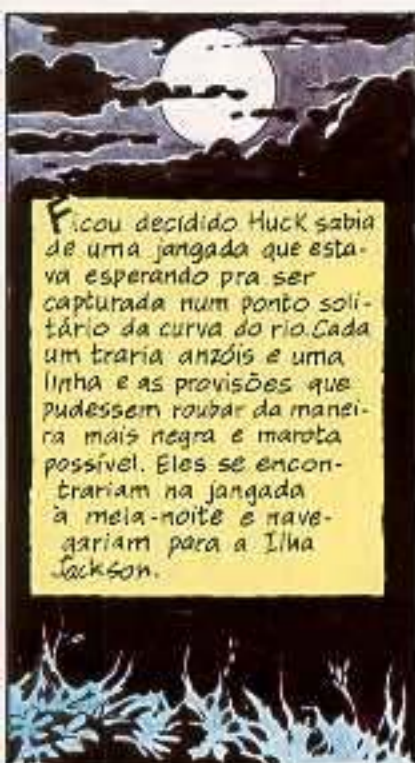 Ficou decidido Huck sabia
de uma jangada que esta-
va esperando pra ser
capturada num ponto soli-
tário da curva do rio. Cada
um traria anzóis e uma
linha e as provisões que
pudessem roubar da manei-
ra mais negra e marota
possível. Eles se encon-
trariam na jangada
à meia-noite e nave-
gariam para a Ilha
Jackson.